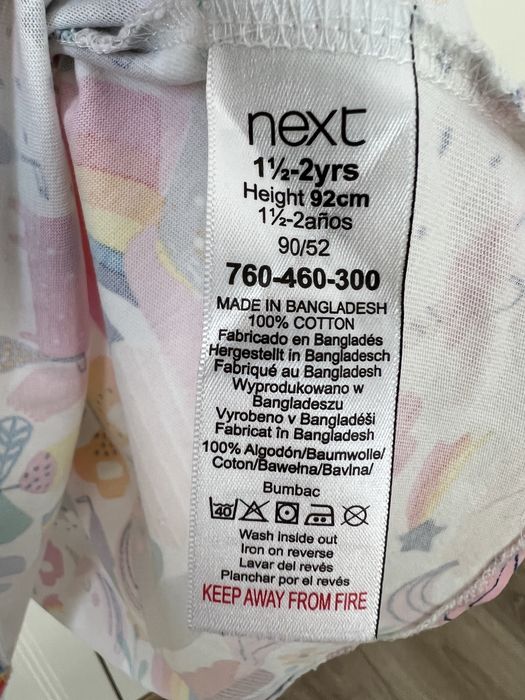 next
1½-2yrs
Height 92cm
1½-2años
90/52
760-460-300
MADE IN BANGLADESH
100% COTTON
Fabricado en Bangladés
Hergestellt in Bangladesch
Fabriqué au Bangladesh
Wyprodukowano w
Bangladeszu
Vyrobeno v Bangladéši
Fabricat în Bangladesh
100% Algodón/Baumwolle/
Coton/Bawełna/Bavlna/
Bumbac
40
Wash inside out
Iron on reverse
Lavar del revés
Planchar por el revés
KEEP AWAY FROM FIRE